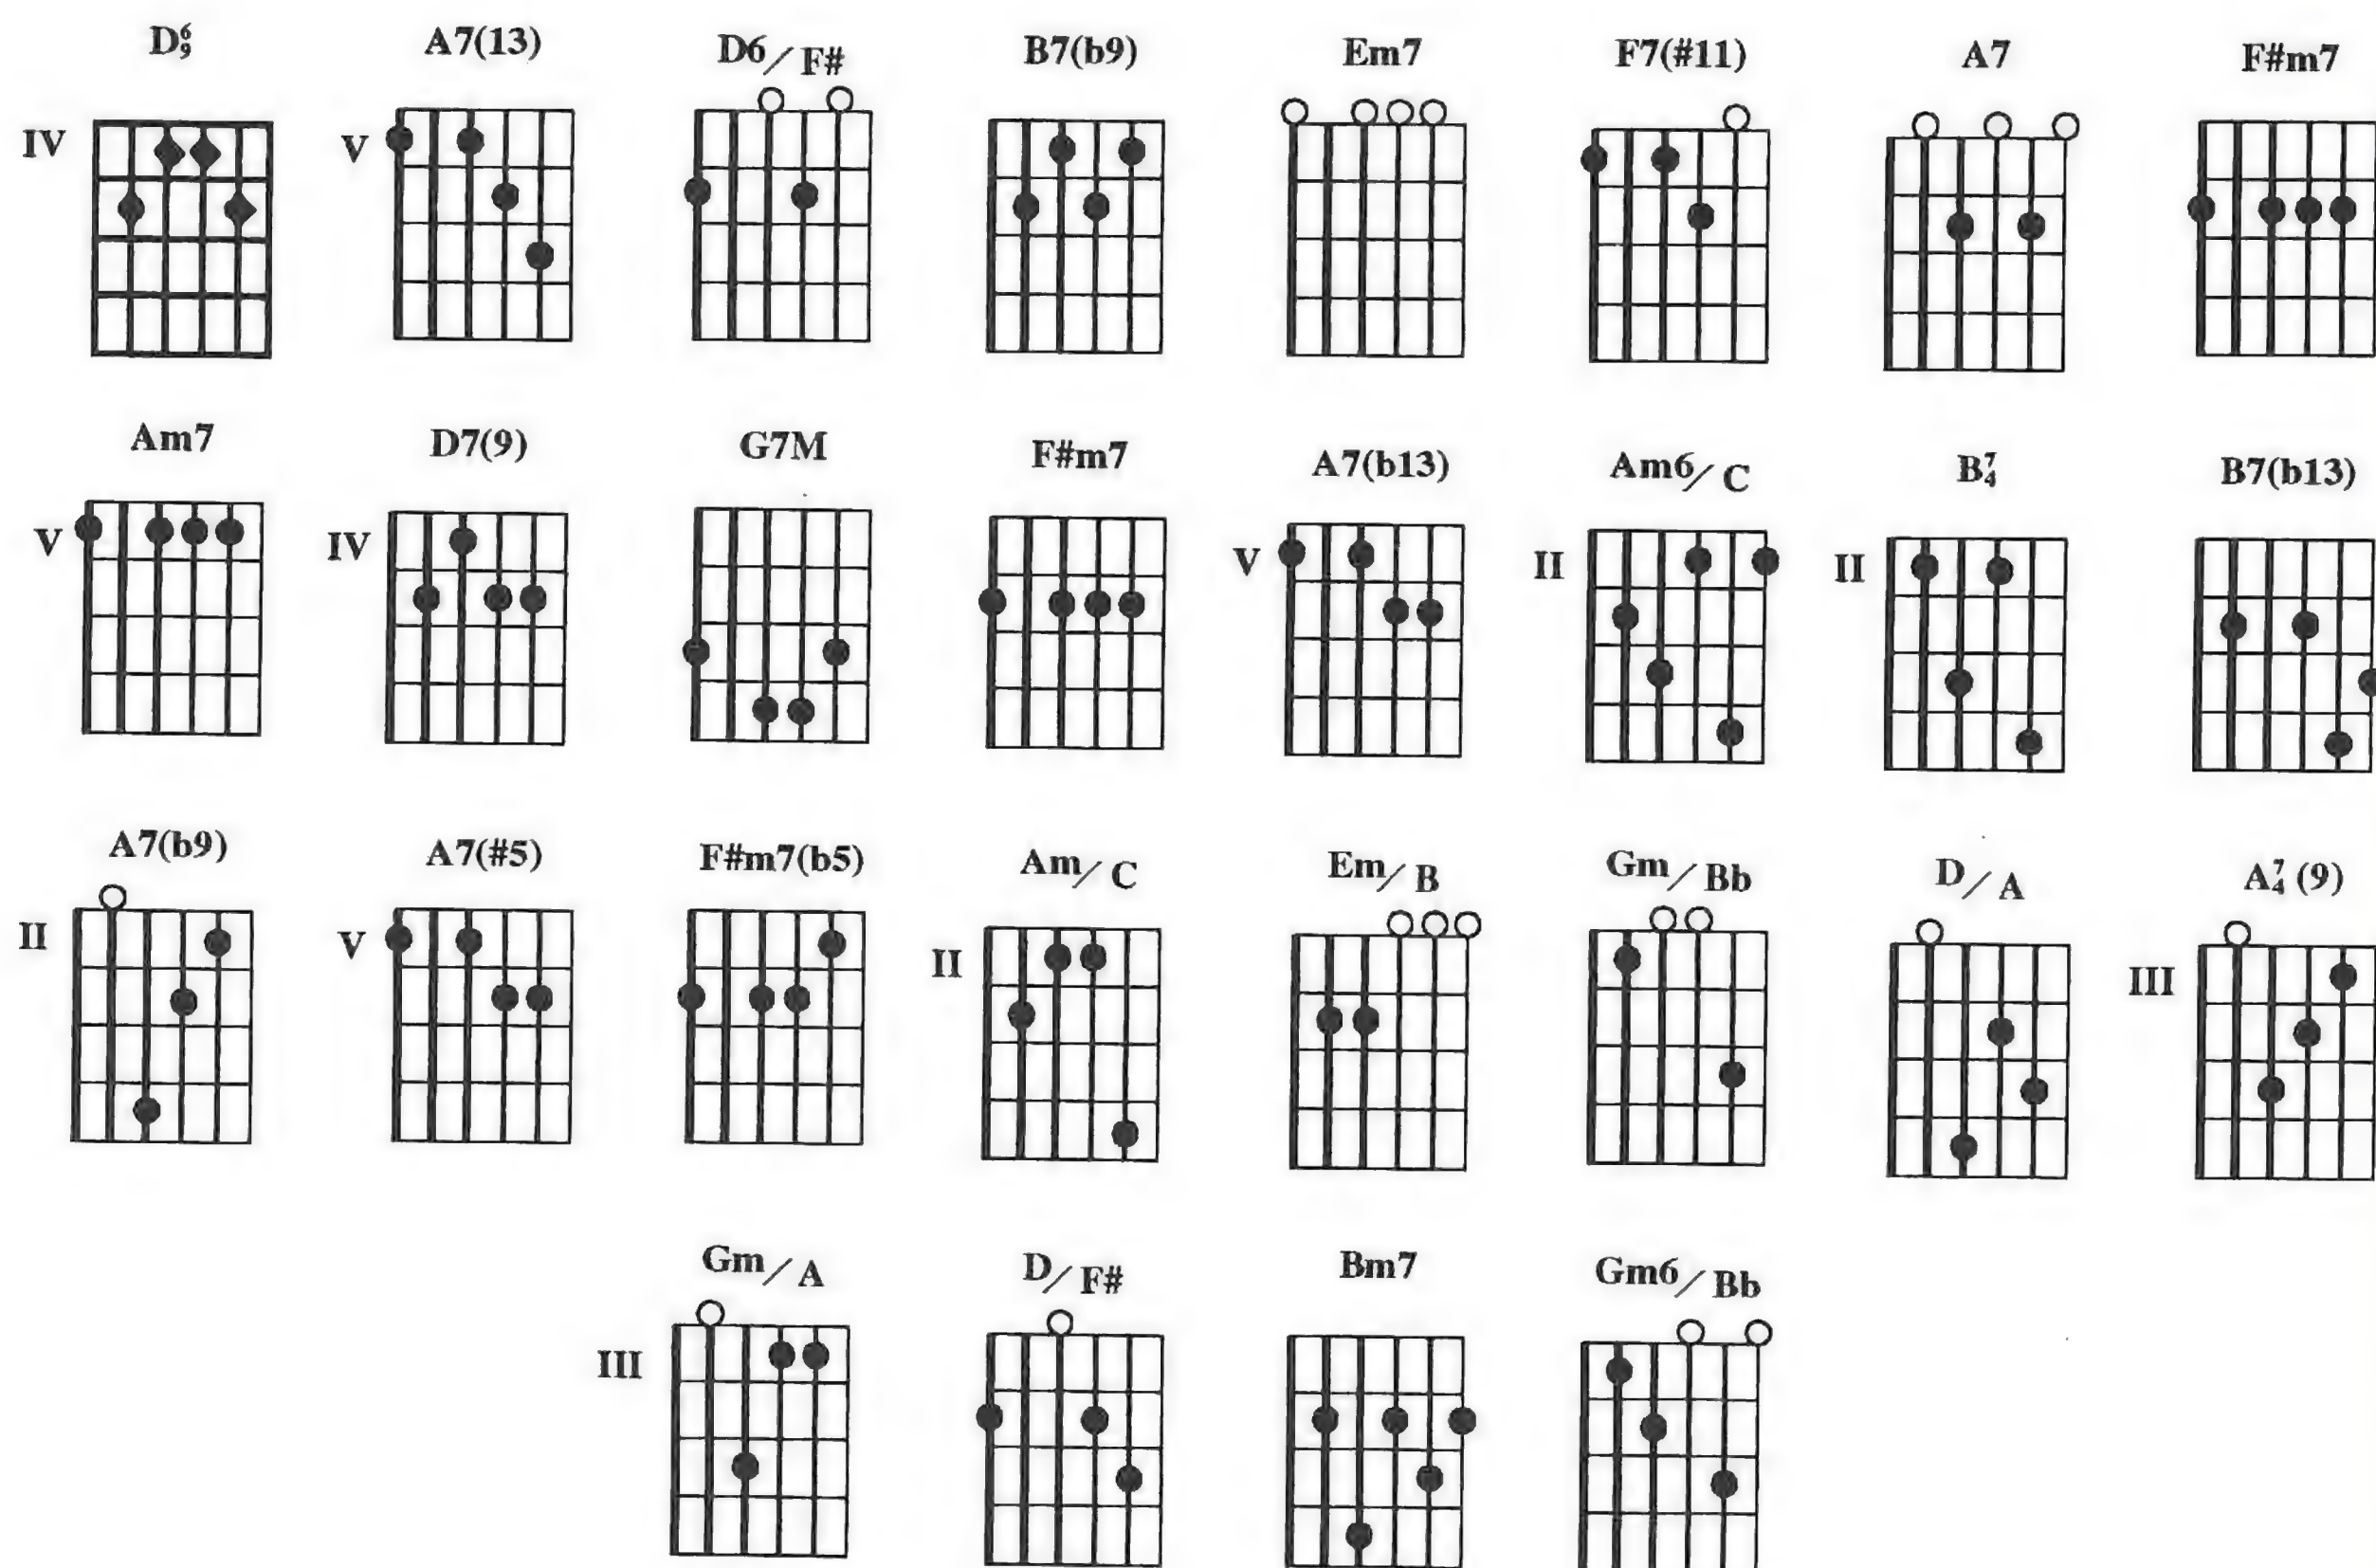 D6/9 A7(13) D6/F# B7(b9) Em7 F7(#11) A7 F#m7
IV V
Am7 D7(9) G7M F#m7 A7(b13) Am6/C B7/4 B7(b13)
V IV V II II
A7(b9) A7(#5) F#m7(b5) Am/C Em/B Gm/Bb D/A A7/4 (9)
II V II III
Gm/A D/F# Bm7 Gm6/Bb
III